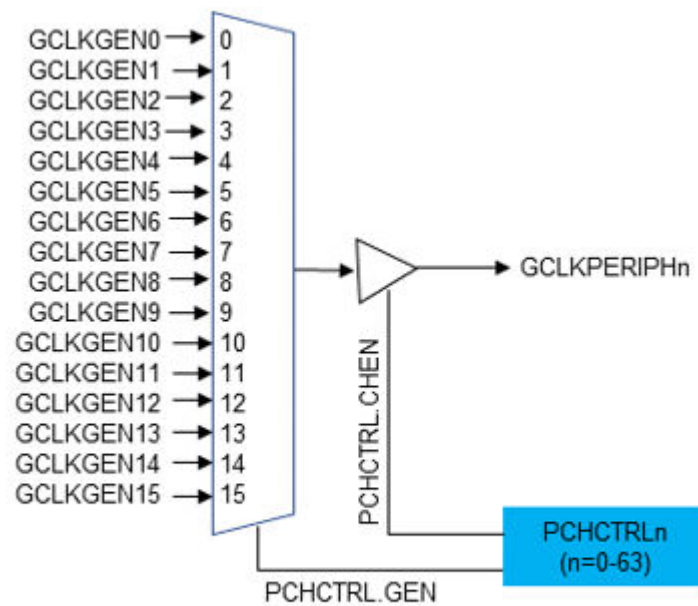 GCLKGEN0 0
GCLKGEN1 1
GCLKGEN2 2
GCLKGEN3 3
GCLKGEN4 4
GCLKGEN5 5
GCLKGEN6 6
GCLKGEN7 7
GCLKGEN8 8
GCLKGEN9 9
GCLKGEN10 10
GCLKGEN11 11
GCLKGEN12 12
GCLKGEN13 13
GCLKGEN14 14
GCLKGEN15 15
GCLKPERIPHn
PCHCTRL.CHEN
PCHCTRLn
(n=0-63)
PCHCTRL.GEN